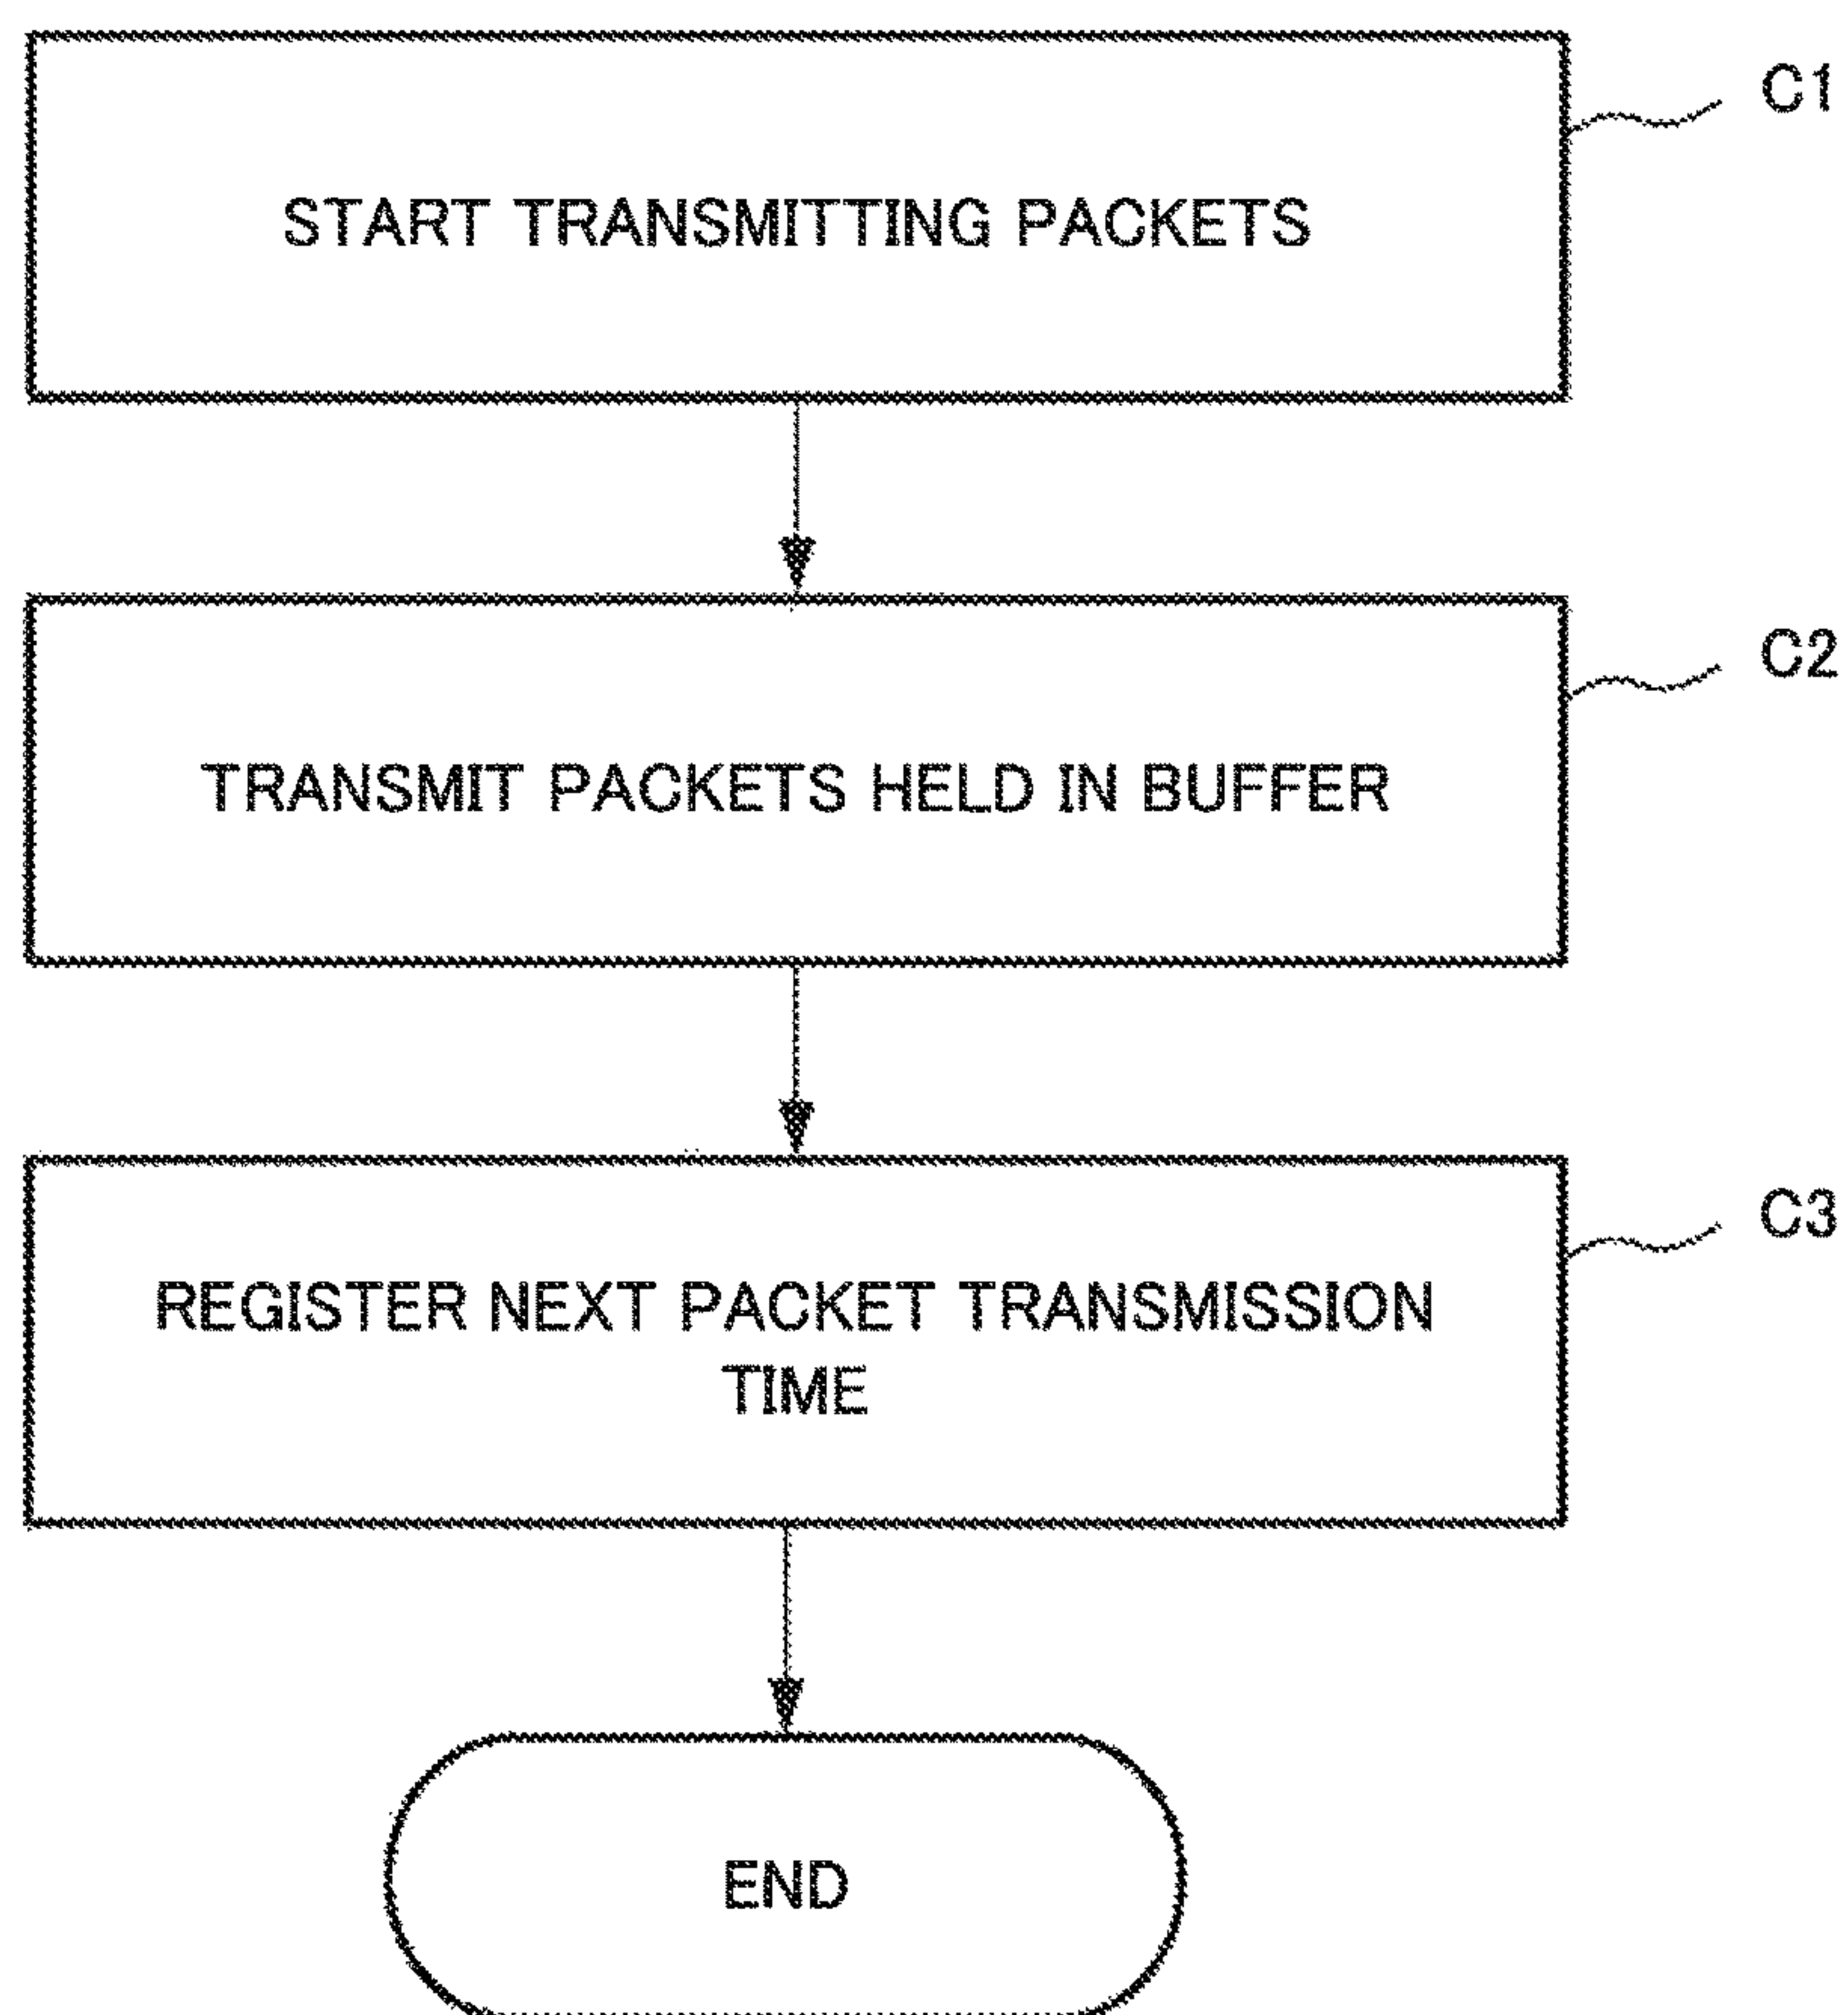 C1
START TRANSMITTING PACKETS
C2
TRANSMIT PACKETS HELD IN BUFFER
C3
REGISTER NEXT PACKET TRANSMISSION
TIME
END